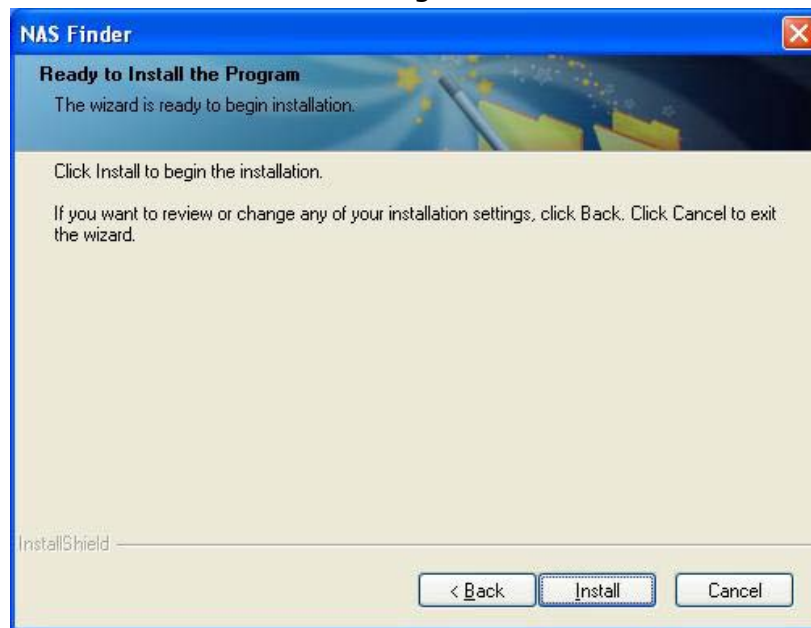 NAS Finder
Ready to Install the Program
The wizard is ready to begin installation.
Click Install to begin the installation.
If you want to review or change any of your installation settings, click Back. Click Cancel to exit
the wizard.
InstallShield
< Back Install Cancel